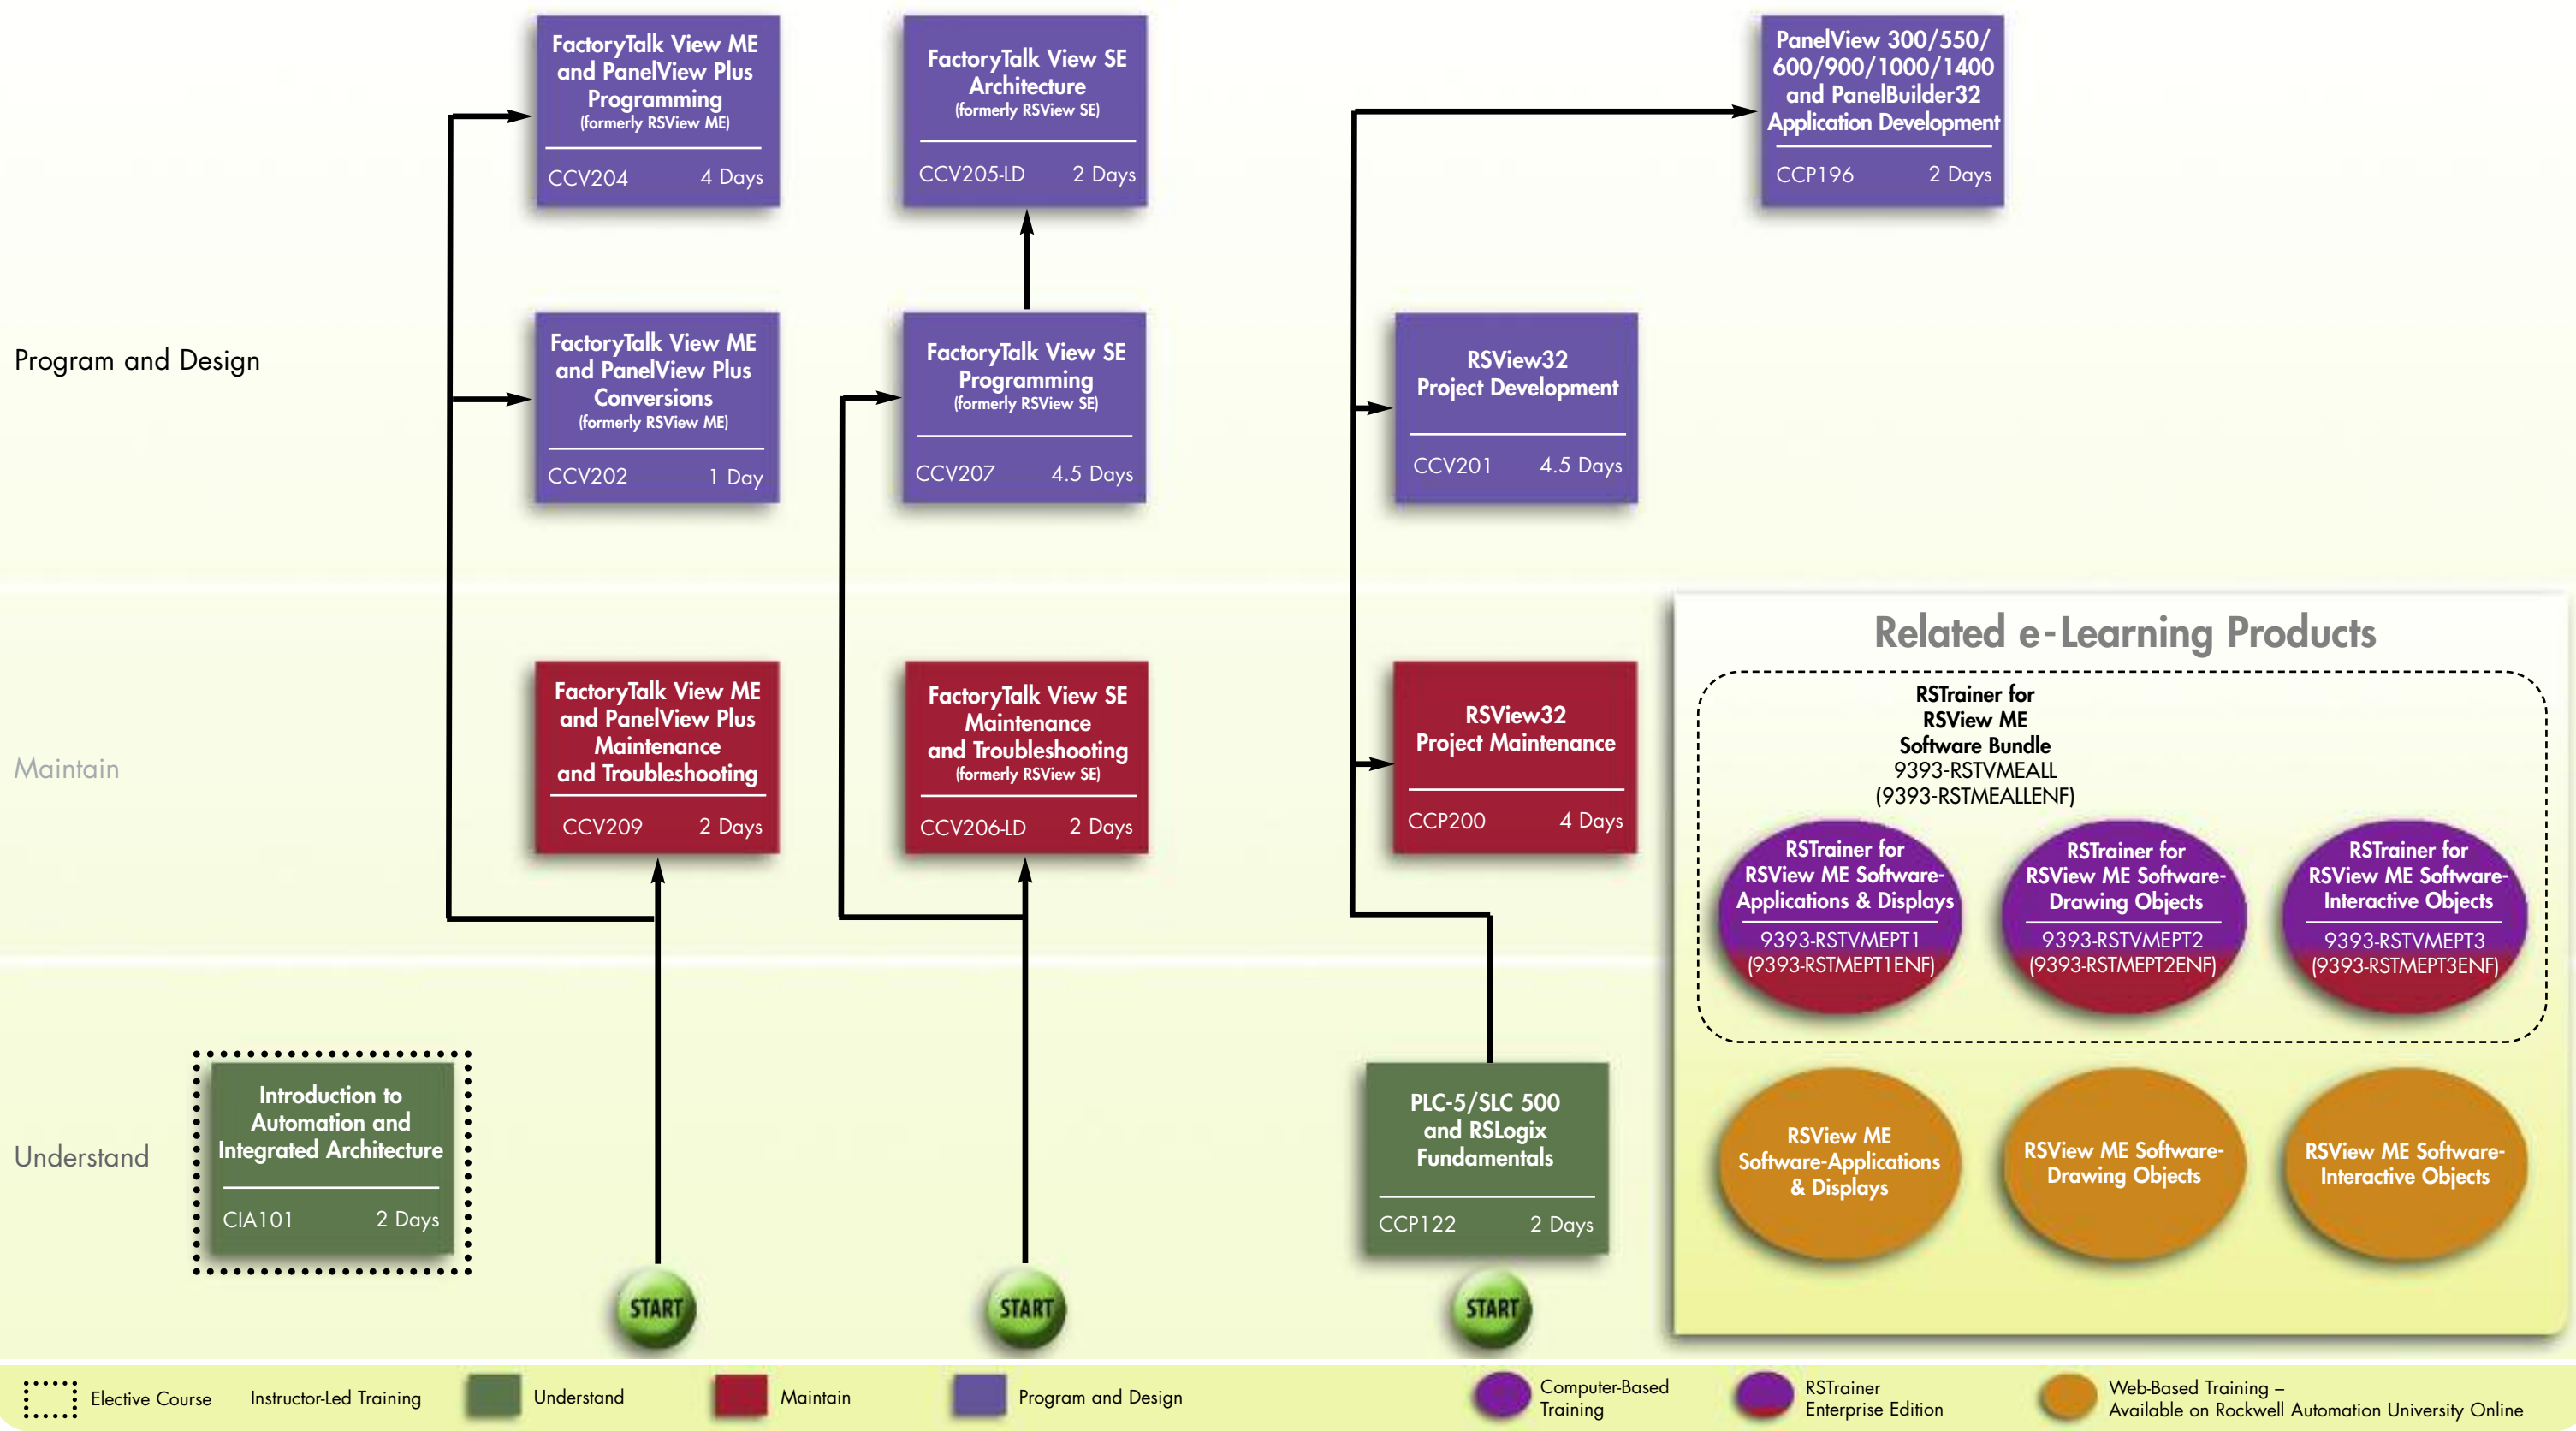 FactoryTalk View ME
and PanelView Plus
Programming
(formerly RSView ME)
CCV204 4 Days
FactoryTalk View SE
Architecture
(formerly RSView SE)
CCV205-LD 2 Days
PanelView 300/550/
600/900/1000/1400
and PanelBuilder32
Application Development
CCP196 2 Days
Program and Design
FactoryTalk View ME
and PanelView Plus
Conversions
(formerly RSView ME)
CCV202 1 Day
FactoryTalk View SE
Programming
(formerly RSView SE)
CCV207 4.5 Days
RSView32
Project Development
CCV201 4.5 Days
Maintain
FactoryTalk View ME
and PanelView Plus
Maintenance
and Troubleshooting
CCV209 2 Days
FactoryTalk View SE
Maintenance
and Troubleshooting
(formerly RSView SE)
CCV206-LD 2 Days
RSView32
Project Maintenance
CCP200 4 Days
Related e-Learning Products
RSTrainer for
RSView ME
Software Bundle
9393-RSTVMEALL
(9393-RSTMEALLENF)
RSTrainer for
RSView ME Software-
Applications & Displays
9393-RSTVMEPT1
(9393-RSTMEPT1ENF)
RSTrainer for
RSView ME Software-
Drawing Objects
9393-RSTVMEPT2
(9393-RSTMEPT2ENF)
RSTrainer for
RSView ME Software-
Interactive Objects
9393-RSTVMEPT3
(9393-RSTMEPT3ENF)
RSView ME
Software-Applications
& Displays
RSView ME Software-
Drawing Objects
RSView ME Software-
Interactive Objects
Understand
Introduction to
Automation and
Integrated Architecture
CIA101 2 Days
PLC-5/SLC 500
and RSLogix
Fundamentals
CCP122 2 Days
START
START
START
Elective Course
Instructor-Led Training
Understand
Maintain
Program and Design
Computer-Based
Training
RSTrainer
Enterprise Edition
Web-Based Training –
Available on Rockwell Automation University Online